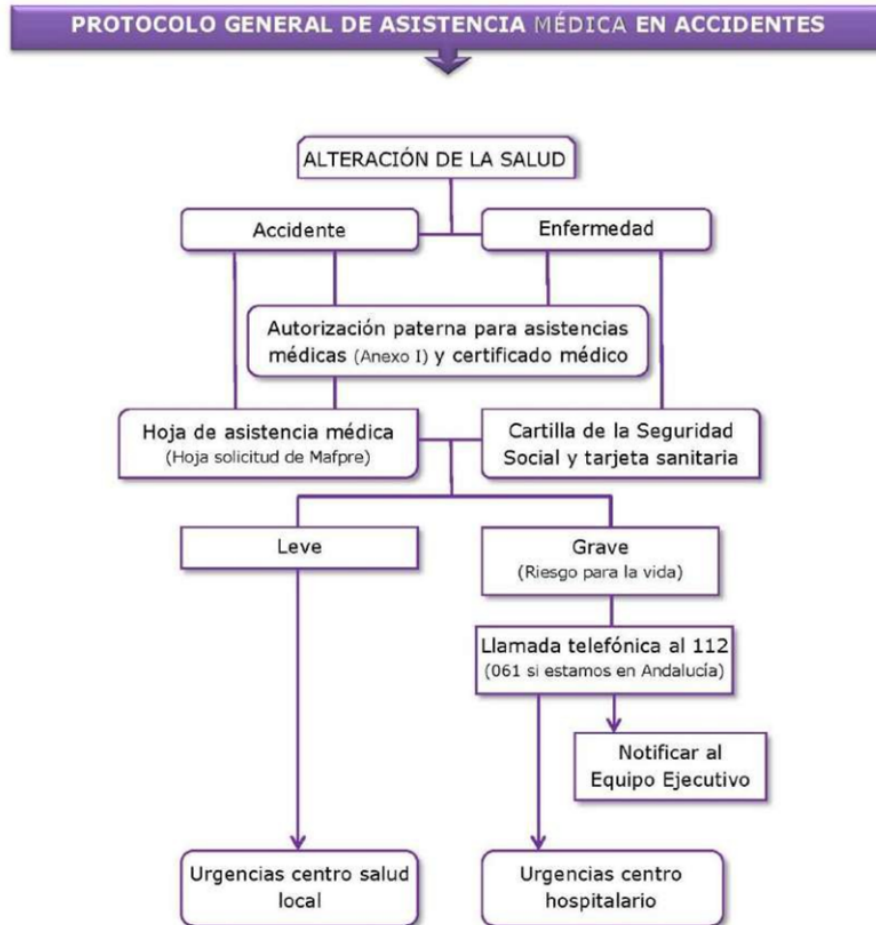 PROTOCOLO GENERAL DE ASISTENCIA MÉDICA EN ACCIDENTES
ALTERACIÓN DE LA SALUD
Accidente
Enfermedad
Autorización paterna para asistencias
médicas (Anexo I) y certificado médico
Hoja de asistencia médica
(Hoja solicitud de Mafpre)
Cartilla de la Seguridad
Social y tarjeta sanitaria
Leve
Grave
(Riesgo para la vida)
Llamada telefónica al 112
(061 si estamos en Andalucía)
Notificar al
Equipo Ejecutivo
Urgencias centro salud
local
Urgencias centro
hospitalario